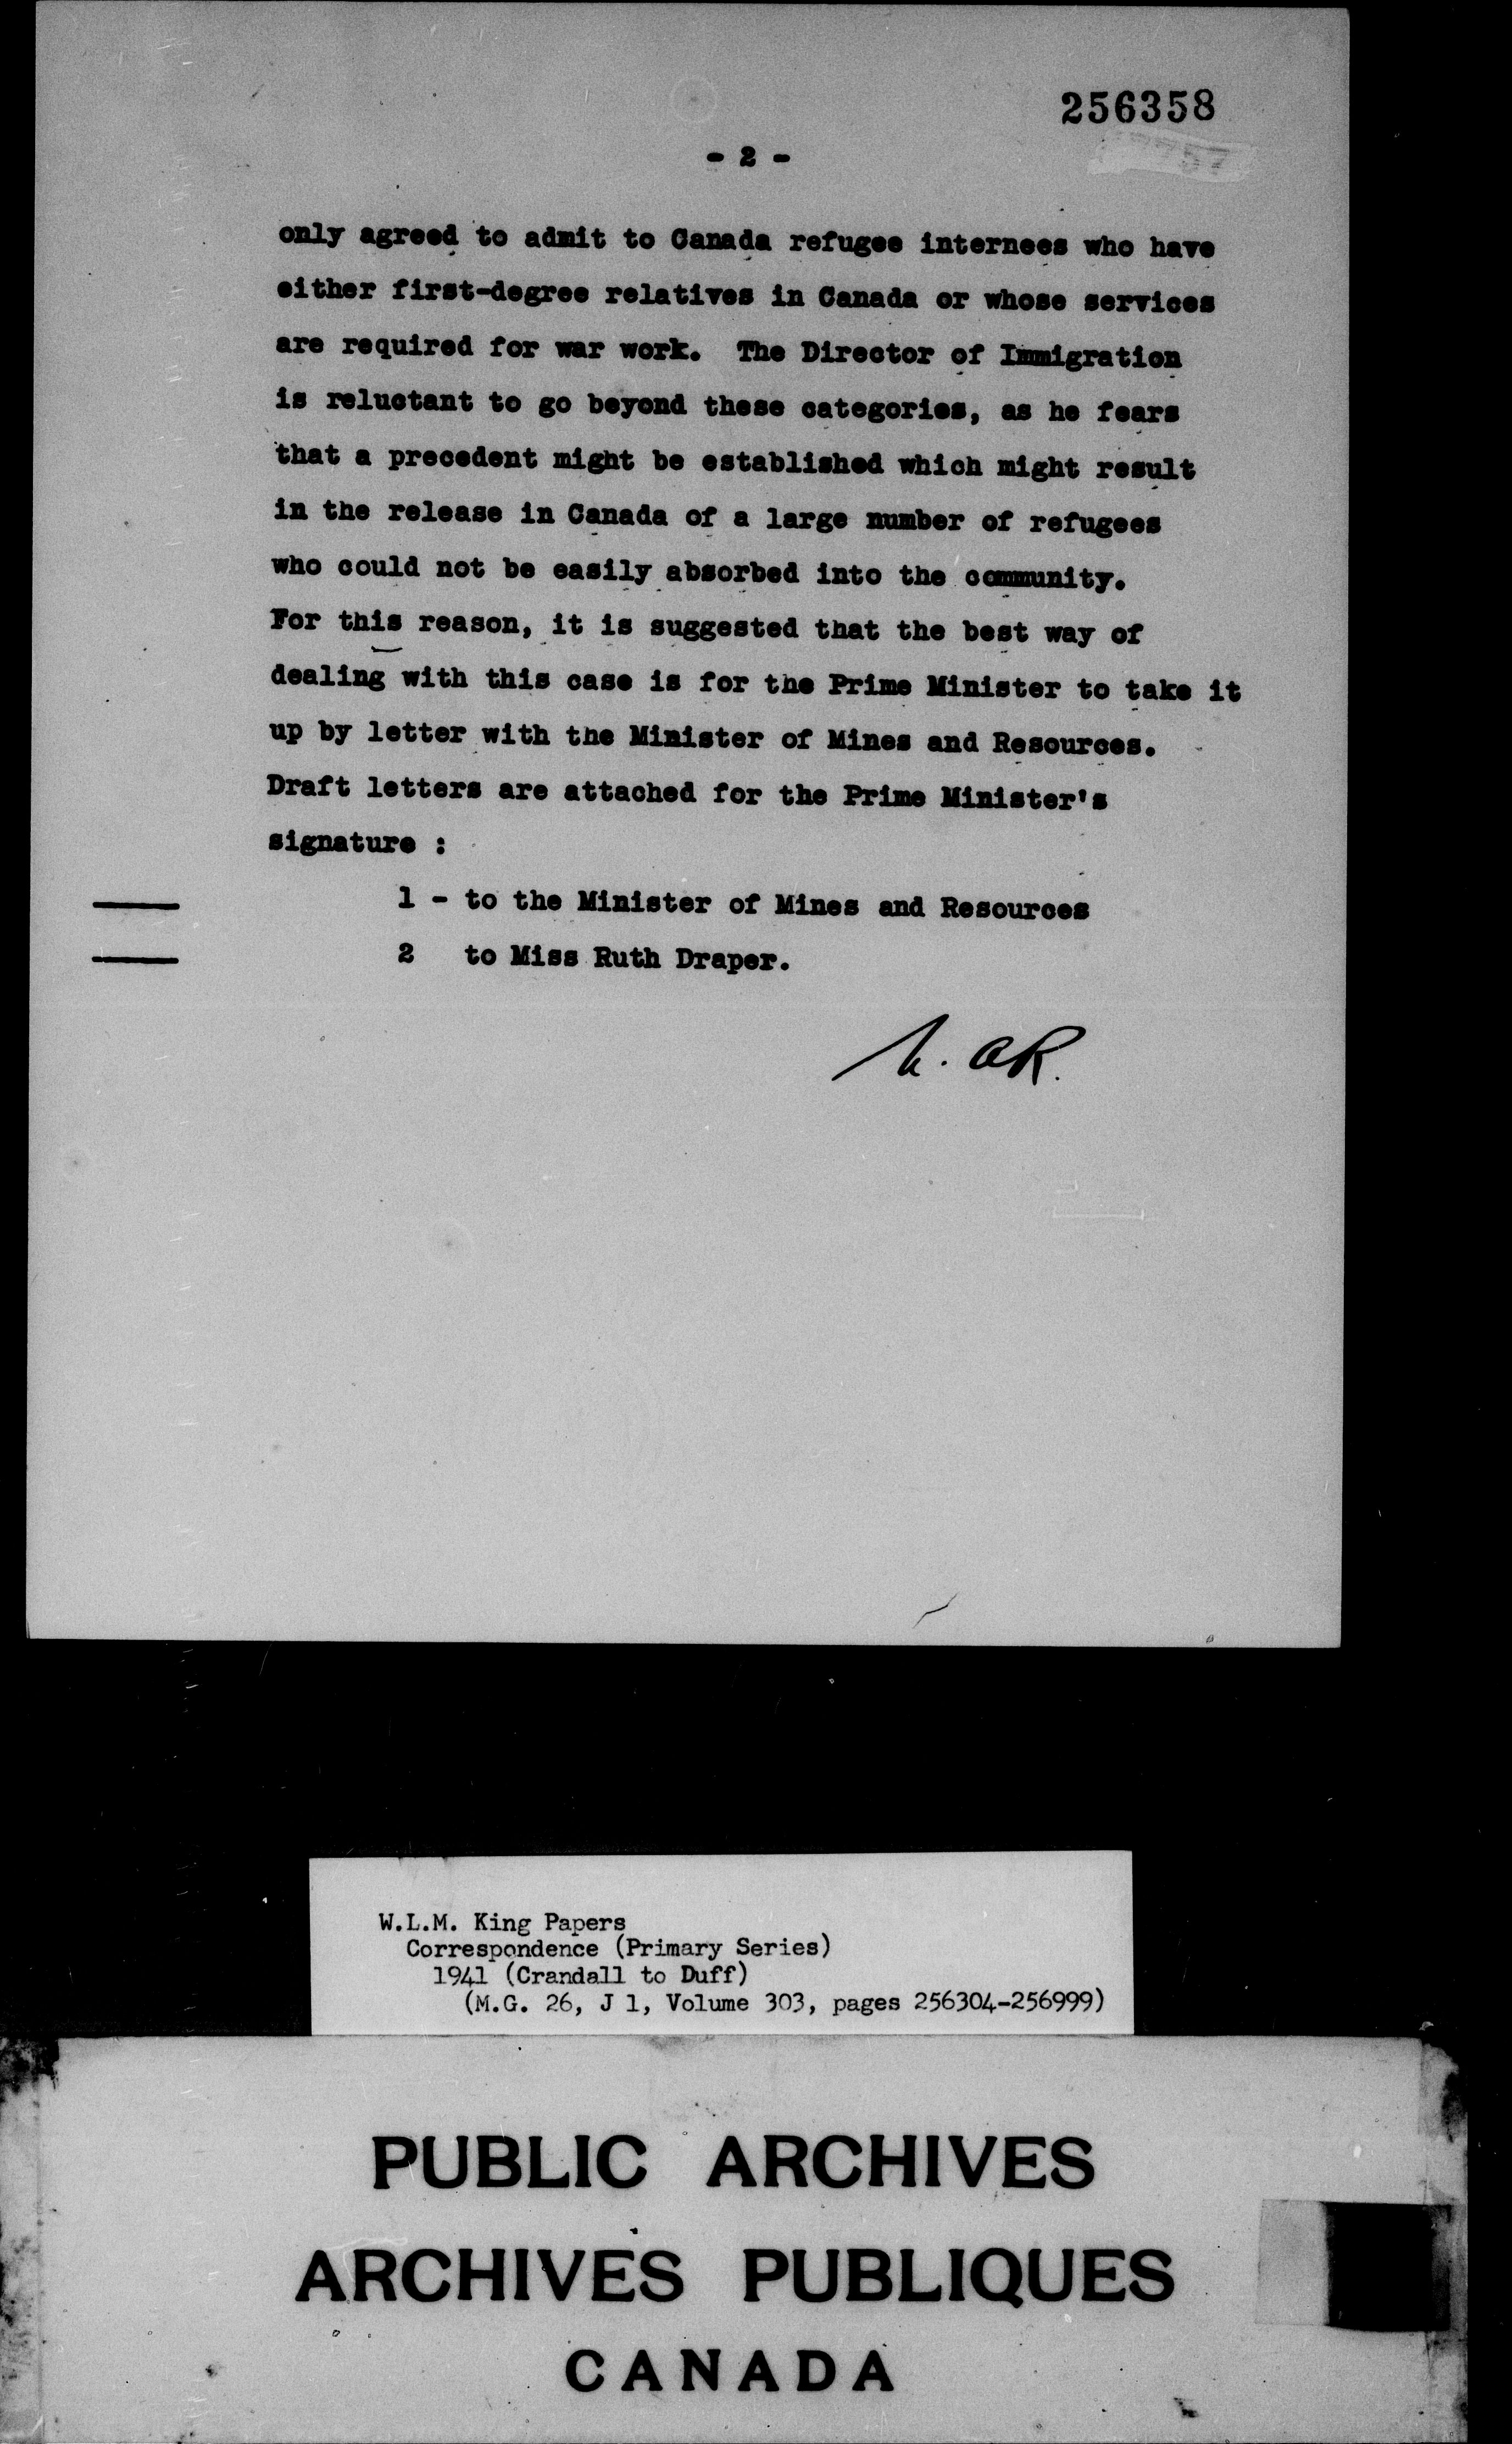 256358
- 2 -
only agreed to admit to Canada refugee internees who have
either first-degree relatives in Canada or whose services
are required for war work. The Director of Immigration
is reluctant to go beyond these categories, as he fears
that a precedent might be established which might result
in the release in Canada of a large number of refugees
who could not be easily absorbed into the community.
For this reason, it is suggested that the best way of
dealing with this case is for the Prime Minister to take it
up by letter with the Minister of Mines and Resources.
Draft letters are attached for the Prime Minister's
signature :
1 - to the Minister of Mines and Resources
2 to Miss Ruth Draper.
N. A R.
W.L.M. King Papers
Correspondence (Primary Series)
1941 (Crandall to Duff)
(M.G. 26, J 1, Volume 303, pages 256304-256999)
PUBLIC ARCHIVES
ARCHIVES PUBLIQUES
CANADA